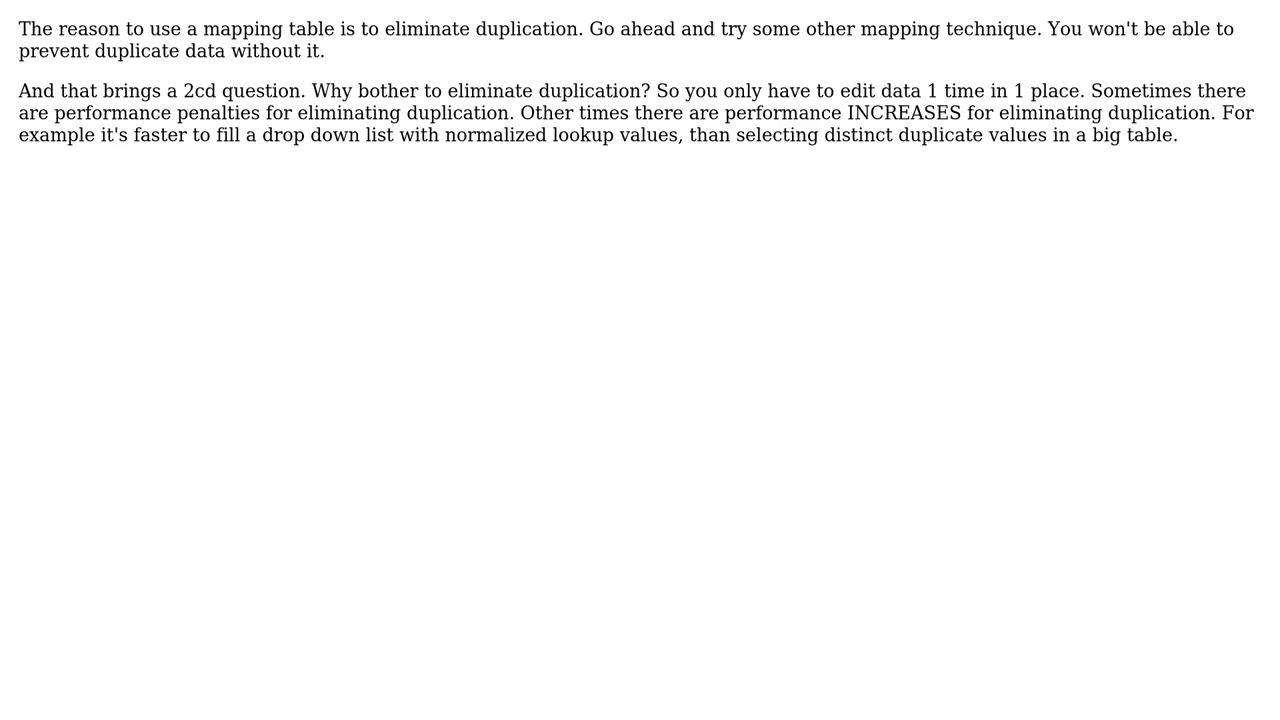 The reason to use a mapping table is to eliminate duplication. Go ahead and try some other mapping technique. You won't be able to
prevent duplicate data without it.
And that brings a 2cd question. Why bother to eliminate duplication? So you only have to edit data 1 time in 1 place. Sometimes there
are performance penalties for eliminating duplication. Other times there are performance INCREASES for eliminating duplication. For
example it's faster to fill a drop down list with normalized lookup values, than selecting distinct duplicate values in a big table.